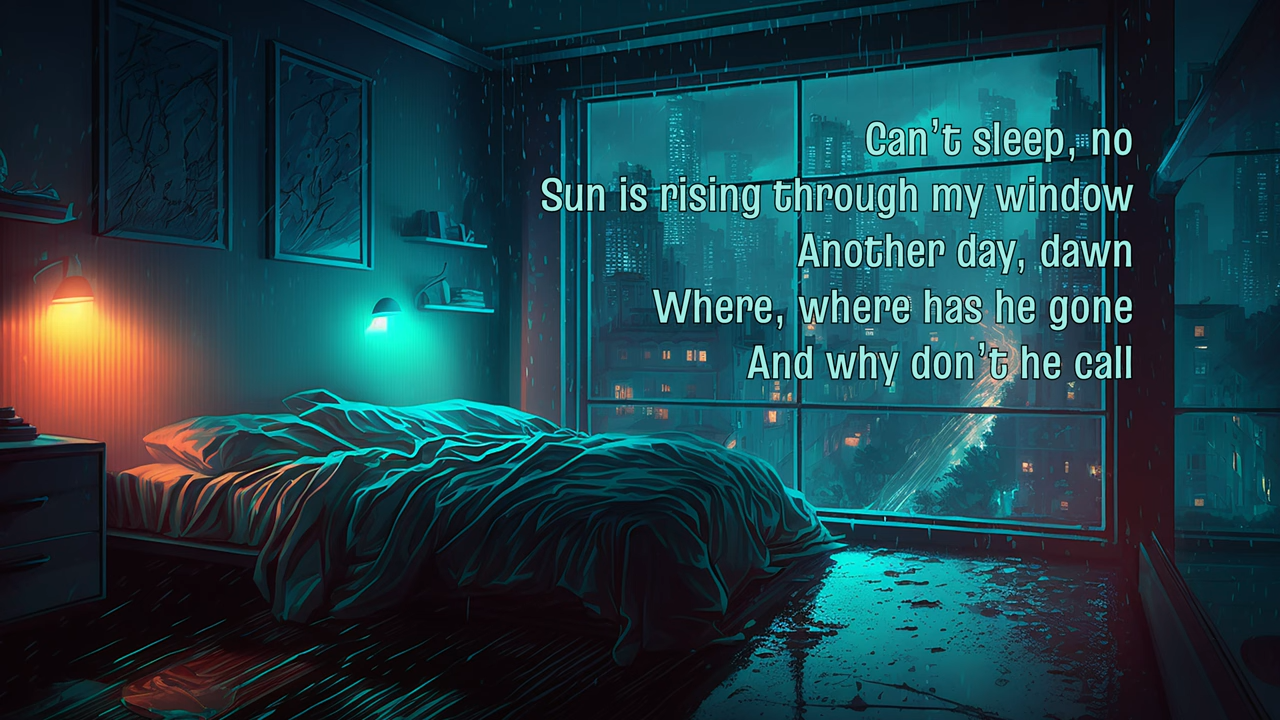 Can’t sleep, no
Sun is rising through my window
Another day, dawn
Where, where has he gone
And why don’t he call